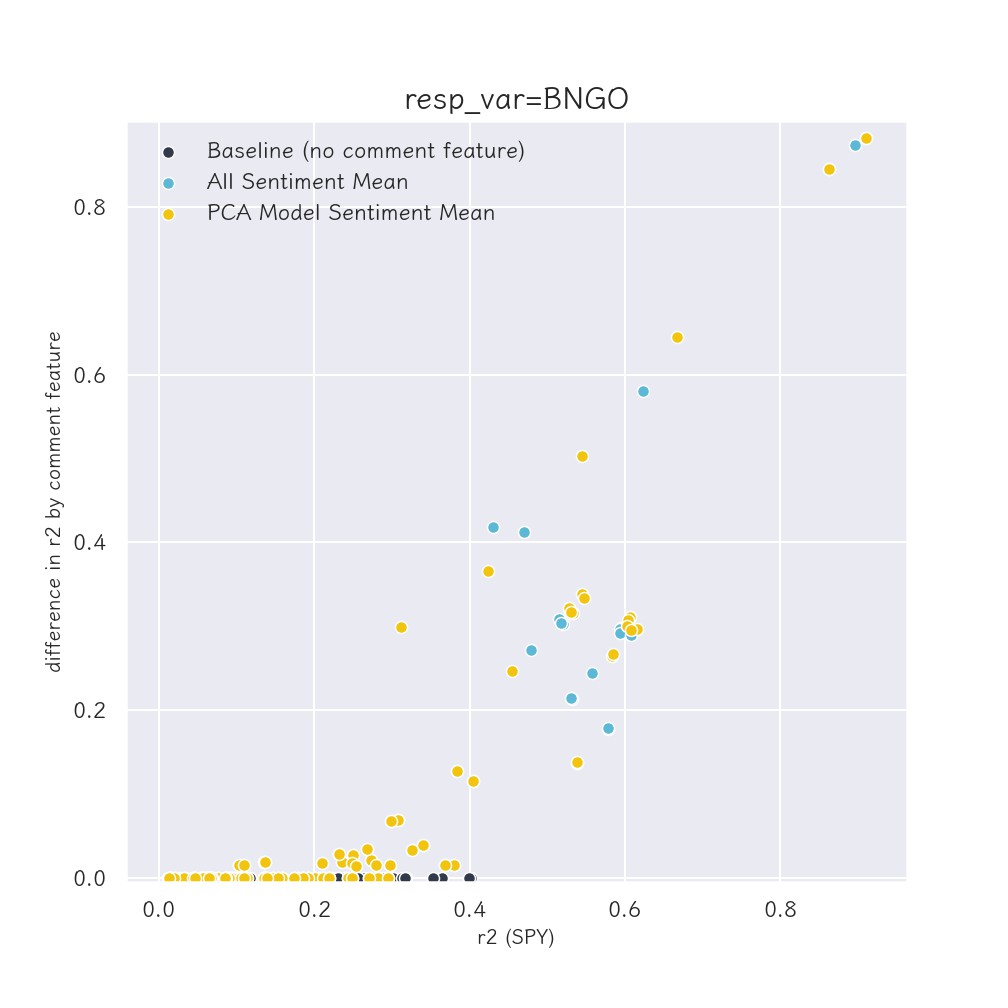 resp_var=BNGO
Baseline (no comment feature)
All Sentiment Mean
PCA Model Sentiment Mean
difference in r2 by comment feature
0.8
0.6
0.4
0.2
0.0
0.0 0.2 0.4 0.6 0.8
r2 (SPY)